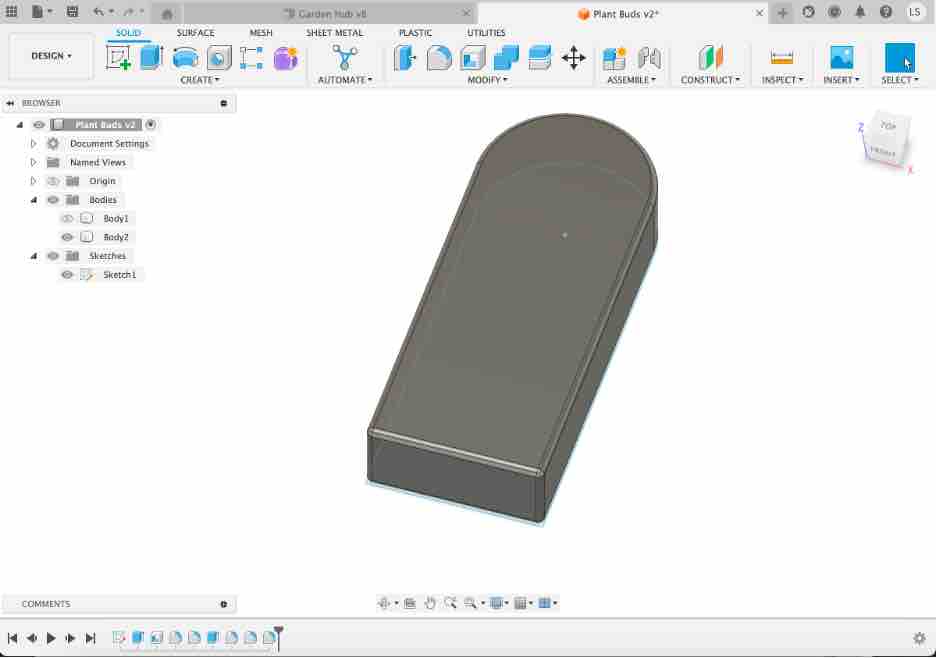 Garden Hub v8
Plant Buds v2*
LS
DESIGN
SOLID SURFACE MESH SHEET METAL PLASTIC UTILITIES
CREATE AUTOMATE MODIFY ASSEMBLE CONSTRUCT INSPECT INSERT SELECT
BROWSER
Plant Buds v2
Document Settings
Named Views
Origin
Bodies
Body1
Body2
Sketches
Sketch1
TOP
FRONT
Z
X
COMMENTS